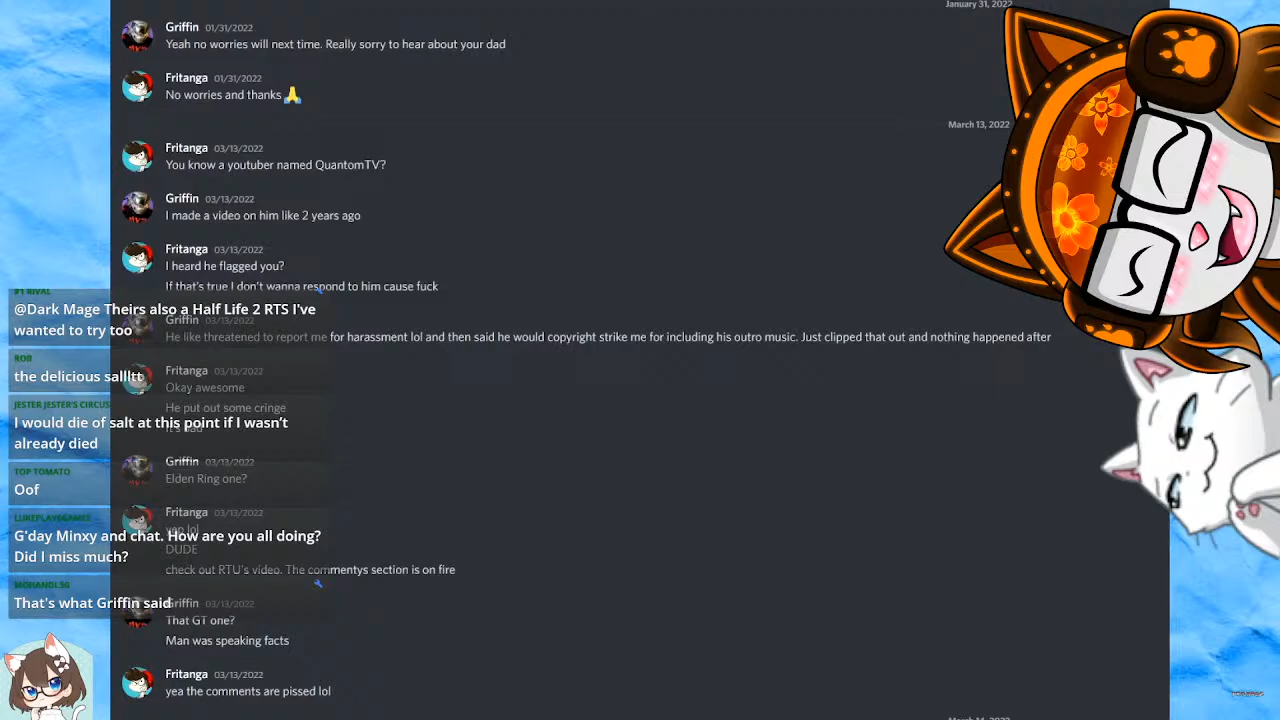 January 31, 2022
Griffin 01/31/2022
Yeah no worries will next time. Really sorry to hear about your dad
Fritanga 01/31/2022
No worries and thanks 🙏
March 13, 2022
Fritanga 03/13/2022
You know a youtuber named QuantomTV?
Griffin 03/13/2022
I made a video on him like 2 years ago
Fritanga 03/13/2022
I heard he flagged you?
If that's true I don't wanna respond to him cause fuck
Griffin 03/13/2022
He like threatened to report me for harassment lol and then said he would copyright strike me for including his outro music. Just clipped that out and nothing happened after
Fritanga 03/13/2022
Okay awesome
He put out some cringe
It's bad
Griffin 03/13/2022
Elden Ring one?
Fritanga 03/13/2022
yep lol
DUDE
check out RTU's video. The commentys section is on fire
Griffin 03/13/2022
That GT one?
Man was speaking facts
Fritanga 03/13/2022
yea the comments are pissed lol
#1 RIVAL
@Dark Mage Theirs also a Half Life 2 RTS I've
wanted to try too
ROB
the delicious sallltt
JESTER JESTER'S CIRCUS
I would die of salt at this point if I wasn't
already died
TOP TOMATO
Oof
LUKEPLAYSGAMES
G'day Minxy and chat. How are you all doing?
Did I miss much?
MORANDL50
That's what Griffin said